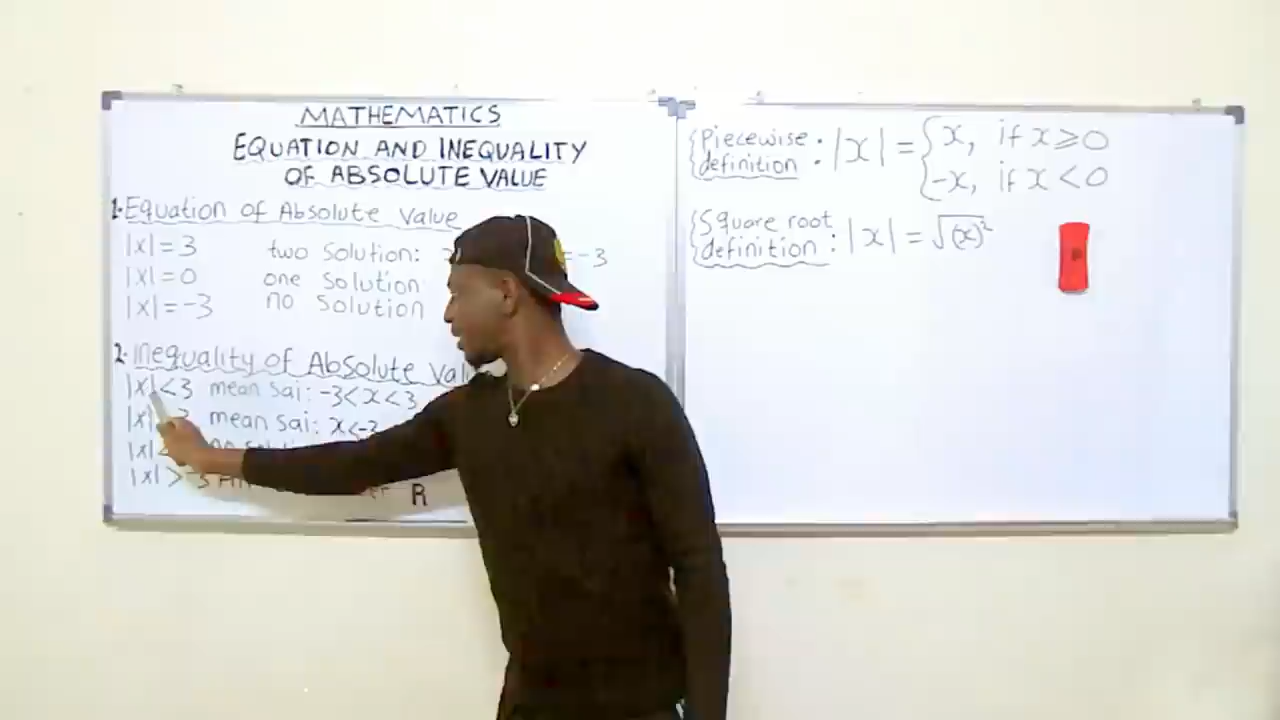 MATHEMATICS
EQUATION AND INEQUALITY
OF ABSOLUTE VALUE
1. Equation of Absolute Value
|x| = 3 two solution: = -3
|x| = 0 one solution
|x| = -3 no solution
2. Inequality of Absolute Val
|x| < 3 mean sai: -3 < x < 3
|x| mean sai: x < -3
|x| <
|x| > -3 R
{Piecewise definition : |x| = { x, if x ≥ 0
-x, if x < 0
{Square root definition : |x| = √(x)²